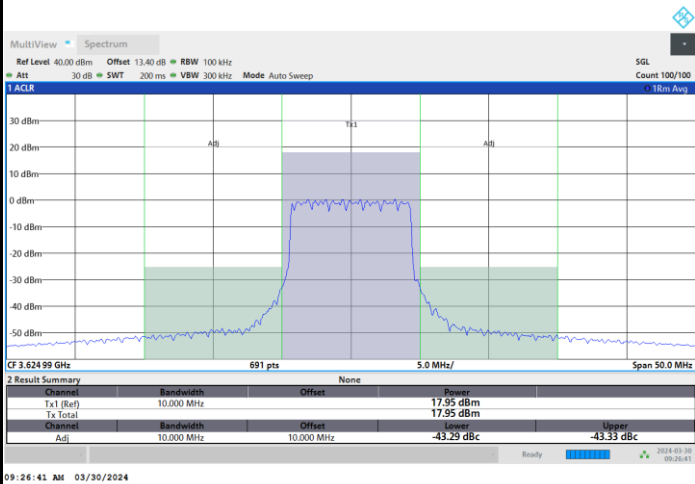 MultiView Spectrum
Ref Level 40.00 dBm Offset 13.40 dB RBW 100 kHz SGL
Att 30 dB SWT 200 ms VBW 300 kHz Mode Auto Sweep Count 100/100
1 ACLR 1Rm Avg
30 dBm
Tx1
20 dBm Adj Adj
10 dBm
0 dBm
-10 dBm
-20 dBm
-30 dBm
-40 dBm
-50 dBm
CF 3.624 99 GHz 691 pts 5.0 MHz/ Span 50.0 MHz
2 Result Summary None
Channel Bandwidth Offset Power
Tx1 (Ref) 10.000 MHz 17.95 dBm
Tx Total 17.95 dBm
Channel Bandwidth Offset Lower Upper
Adj 10.000 MHz 10.000 MHz -43.29 dBc -43.33 dBc
Ready 2024-03-30
09:26:41
09:26:41 AM 03/30/2024